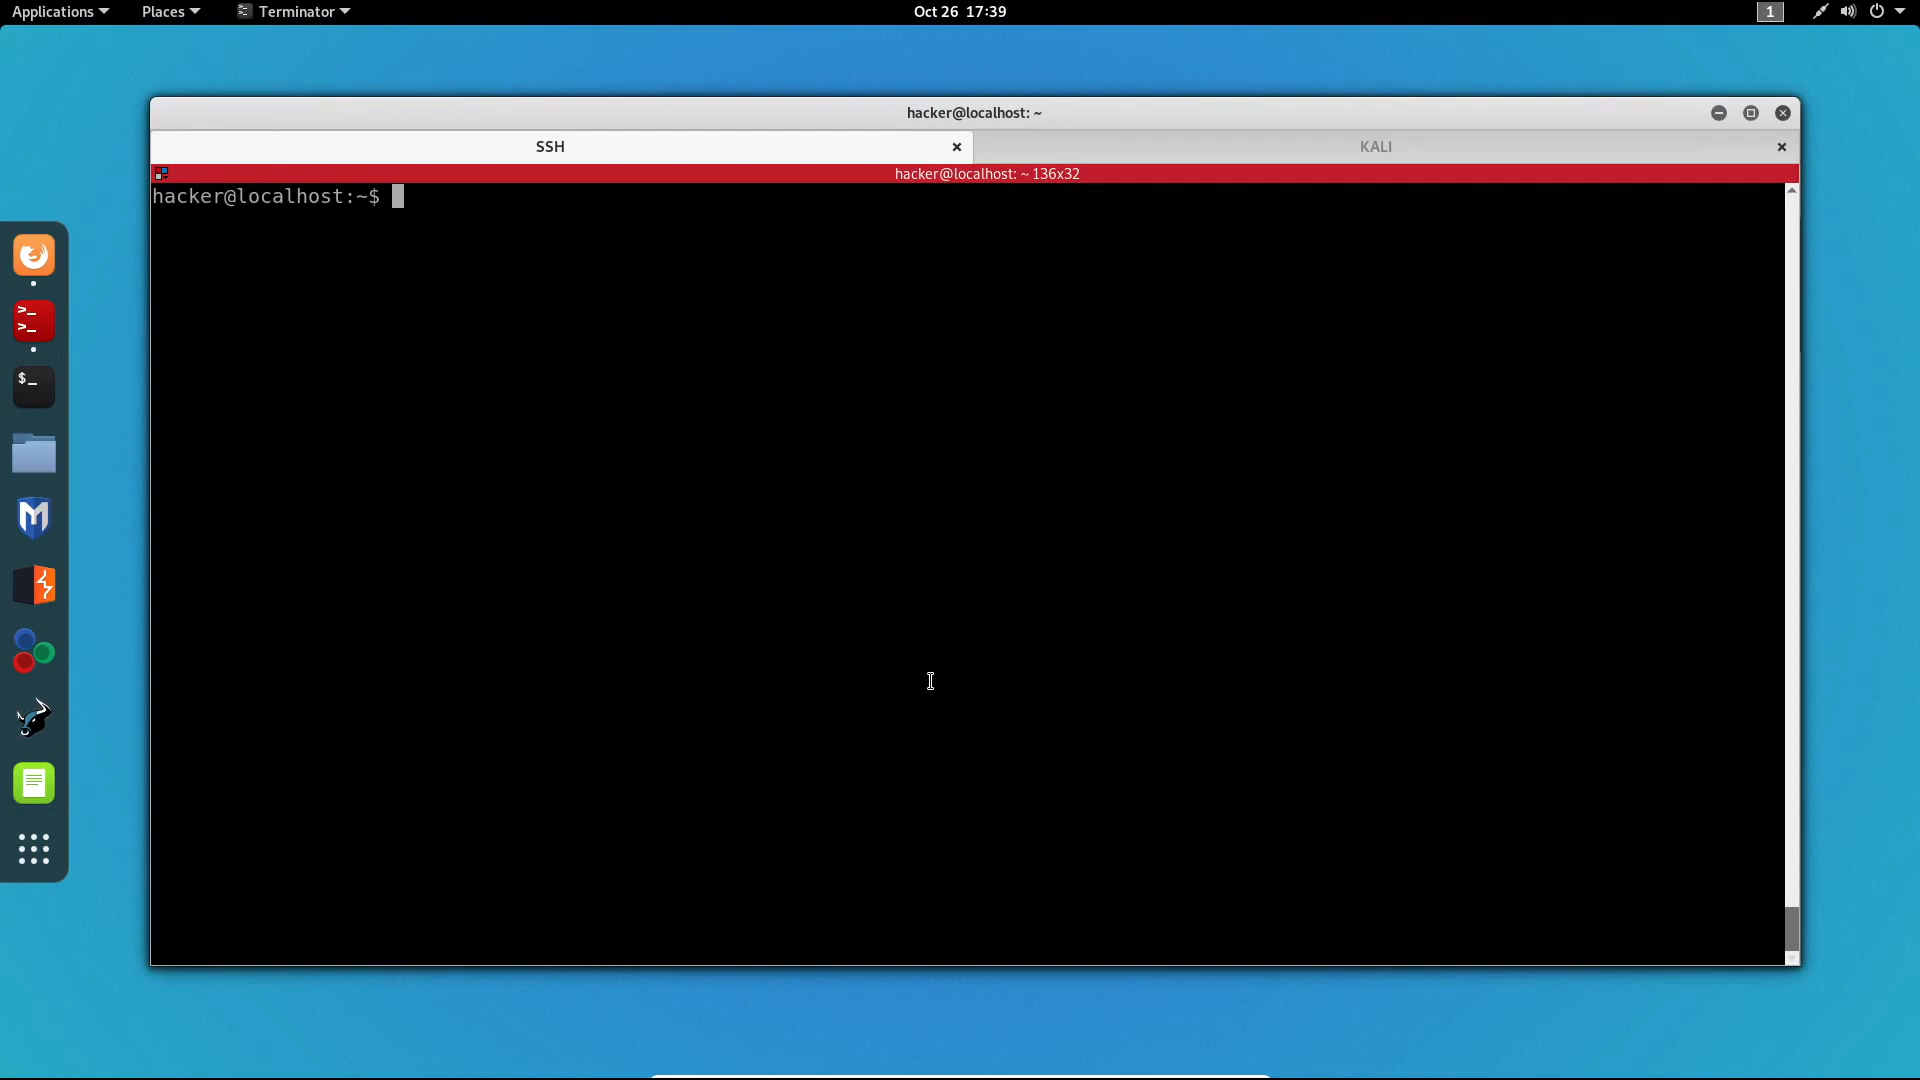 Applications Places Terminator Oct 26 17:39 1
hacker@localhost: ~
SSH KALI
hacker@localhost: ~ 136x32
hacker@localhost:~$